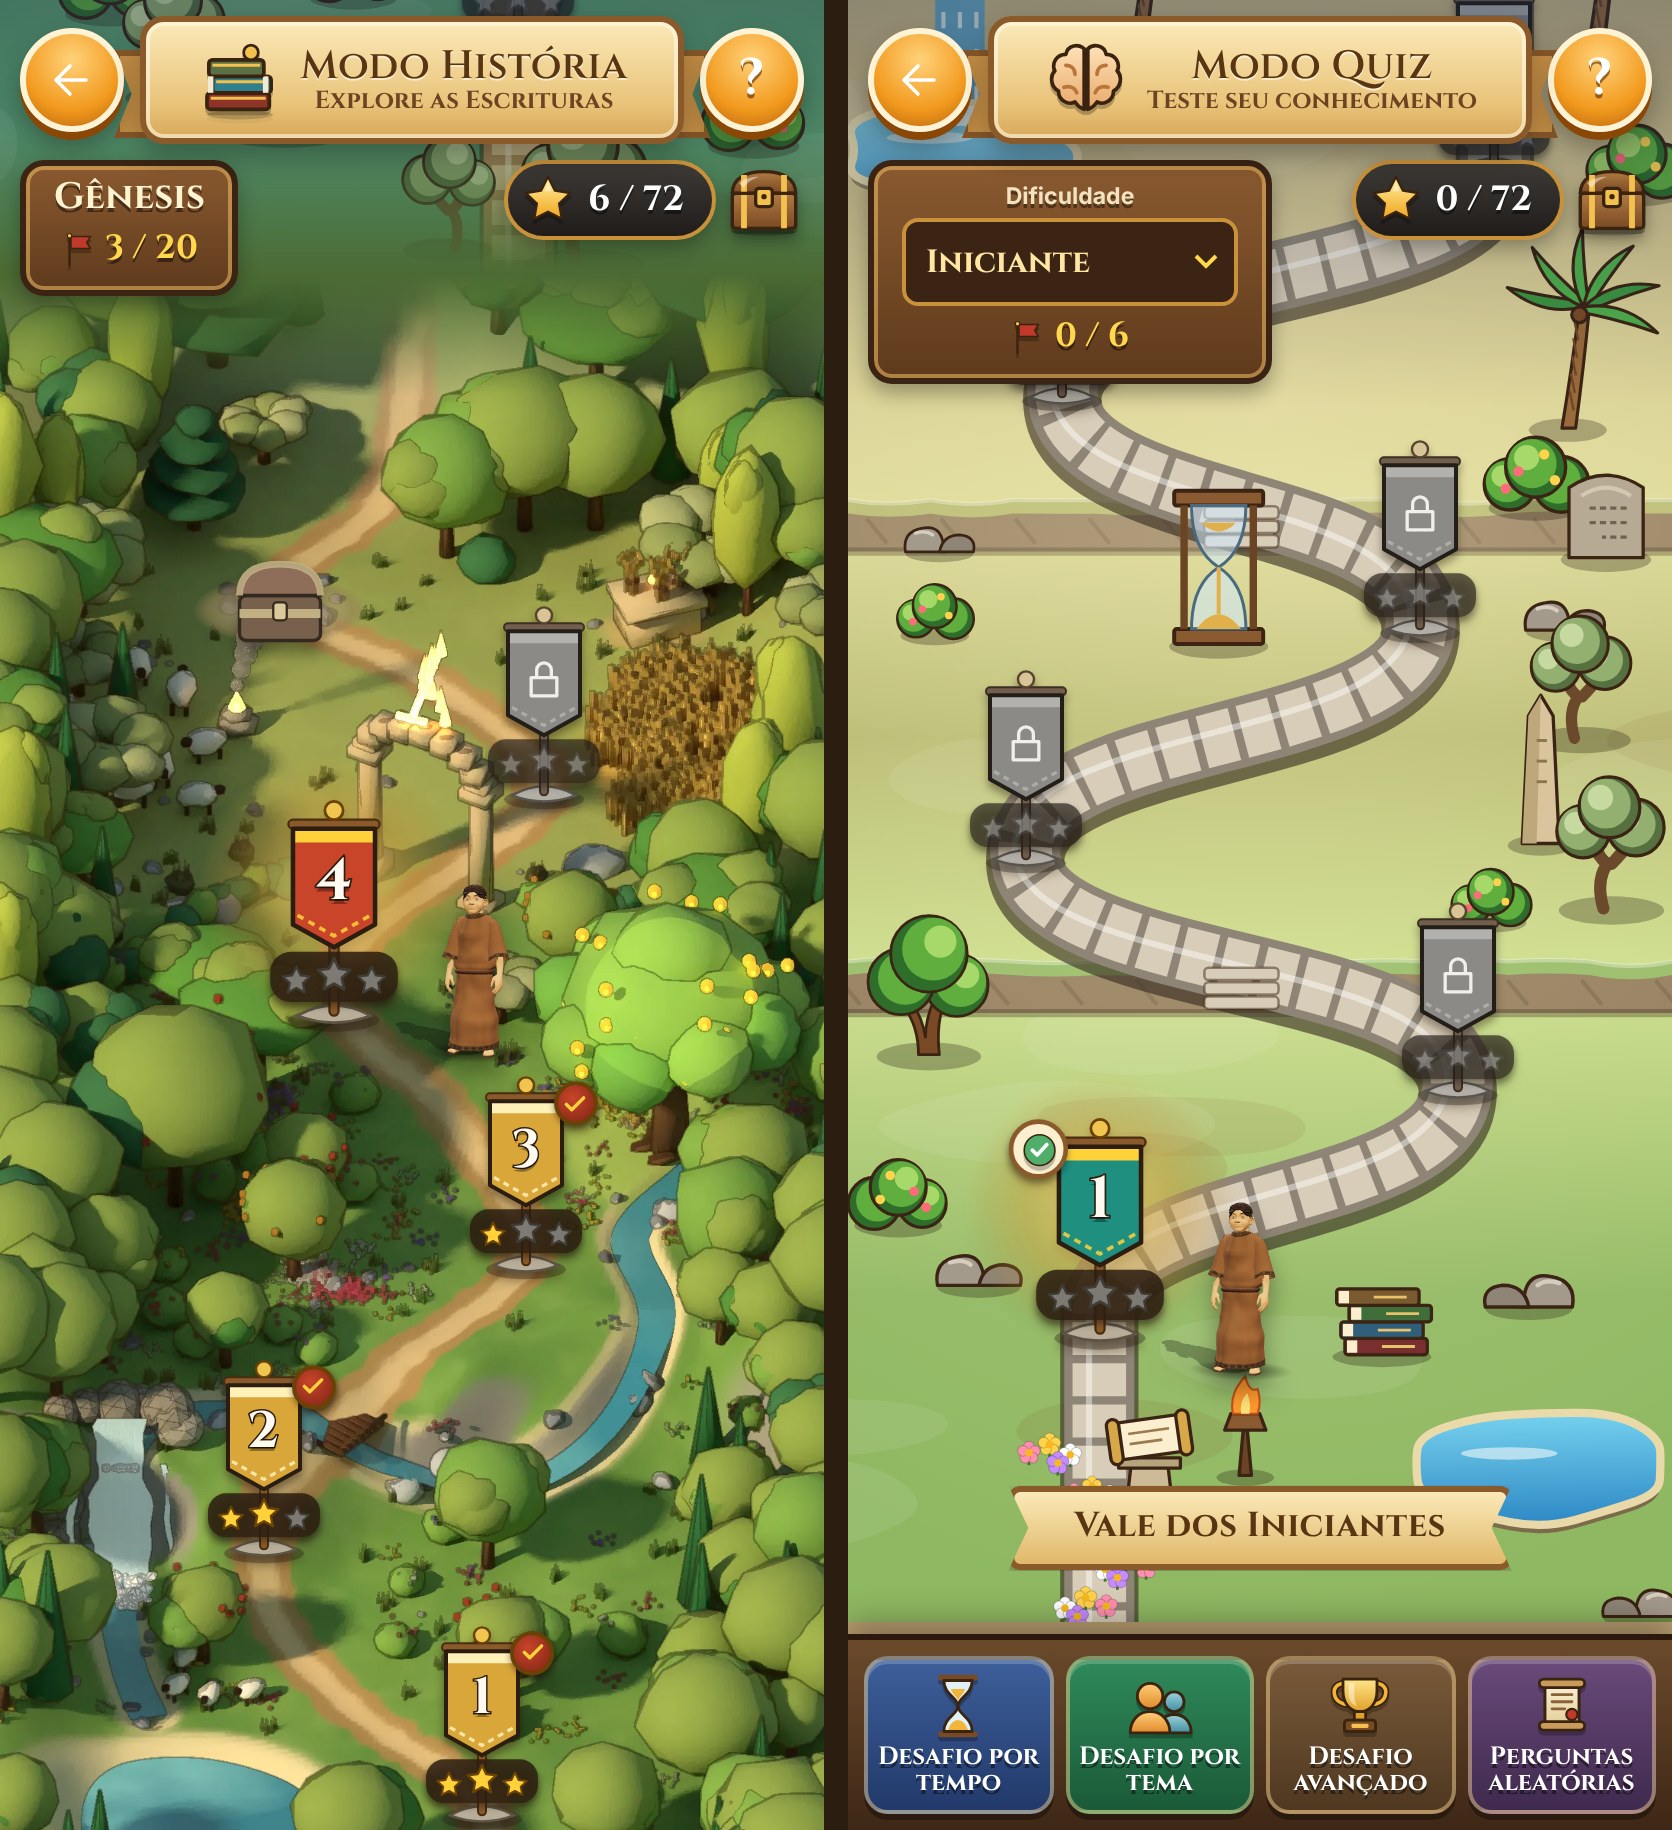 Modo História
Explore as Escrituras
?
Gênesis
3 / 20
6 / 72
4
3
2
1
Modo Quiz
Teste seu conhecimento
?
Dificuldade
Iniciante
0 / 6
0 / 72
1
Vale dos Iniciantes
Desafio por
tempo
Desafio por
tema
Desafio
avançado
Perguntas
aleatórias